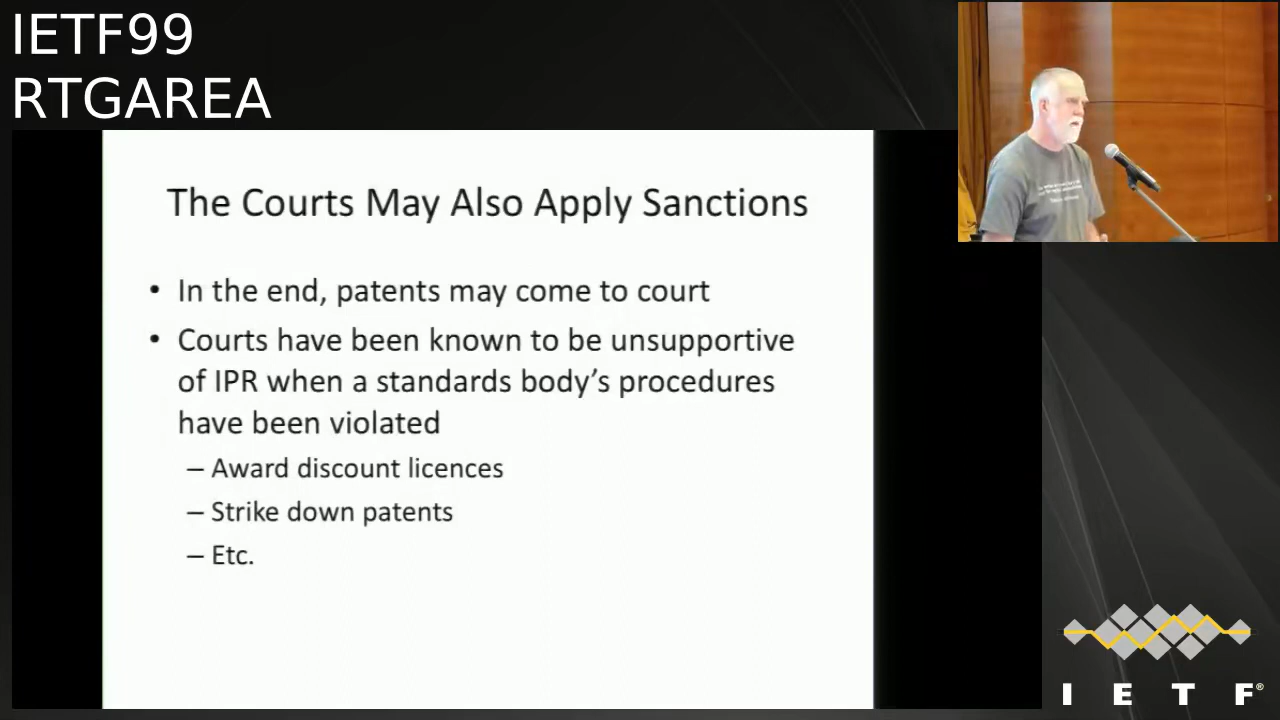 IETF99
RTGAREA
The Courts May Also Apply Sanctions
• In the end, patents may come to court
• Courts have been known to be unsupportive
of IPR when a standards body’s procedures
have been violated
– Award discount licences
– Strike down patents
– Etc.
I E T F®